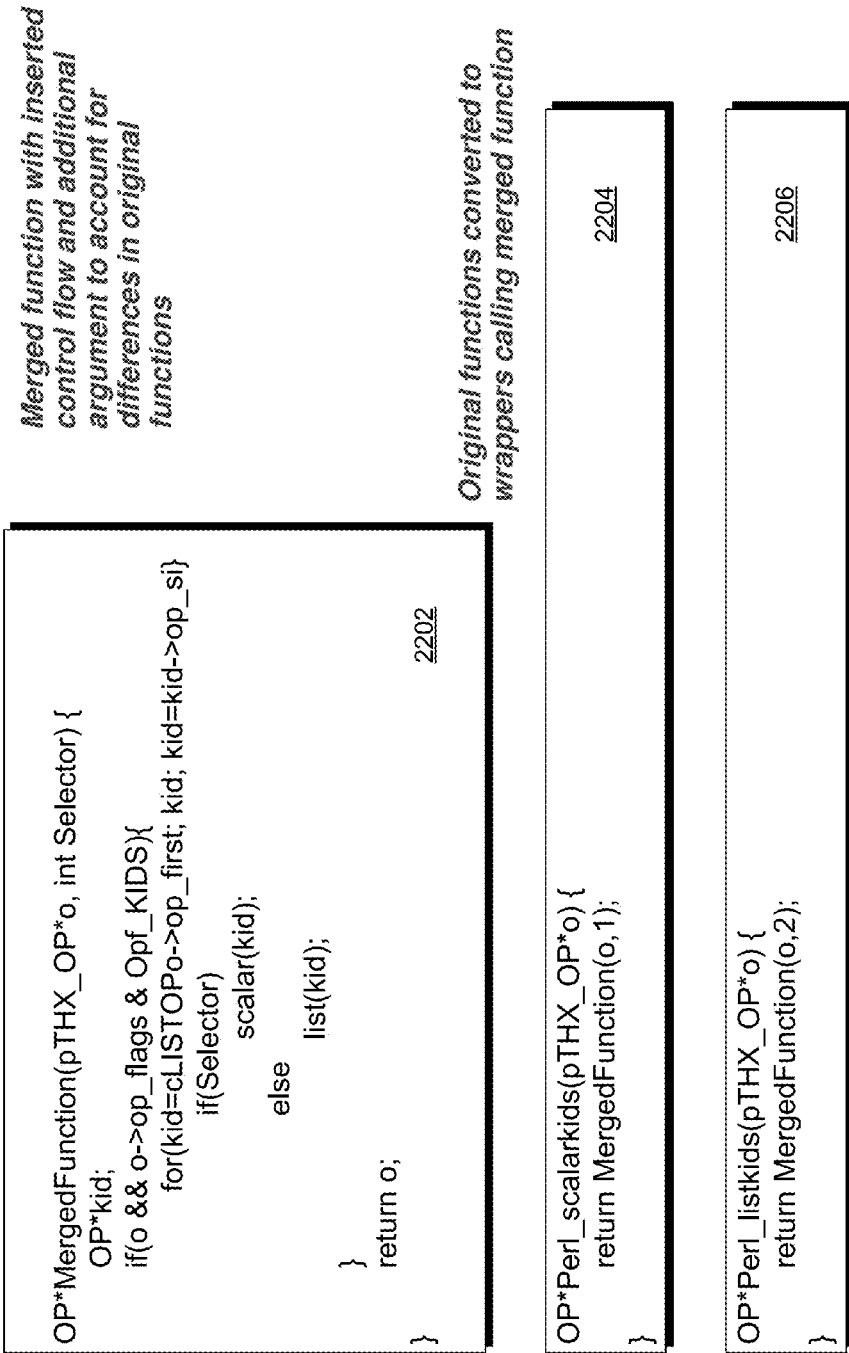 Merged function with inserted
control flow and additional
argument to account for
differences in original
functions
OP*MergedFunction(pTHX_OP*o, int Selector) {
OP*kid;
if(o && o->op_flags & Opf_KIDS){
for(kid=cLISTOPo->op_first; kid; kid=kid->op_si}
if(Selector)
scalar(kid);
else
list(kid);
}
return o;
}
2202
Original functions converted to
wrappers calling merged function
OP*Perl_scalarkids(pTHX_OP*o) {
return MergedFunction(o,1);
}
2204
OP*Perl_listkids(pTHX_OP*o) {
return MergedFunction(o,2);
}
2206